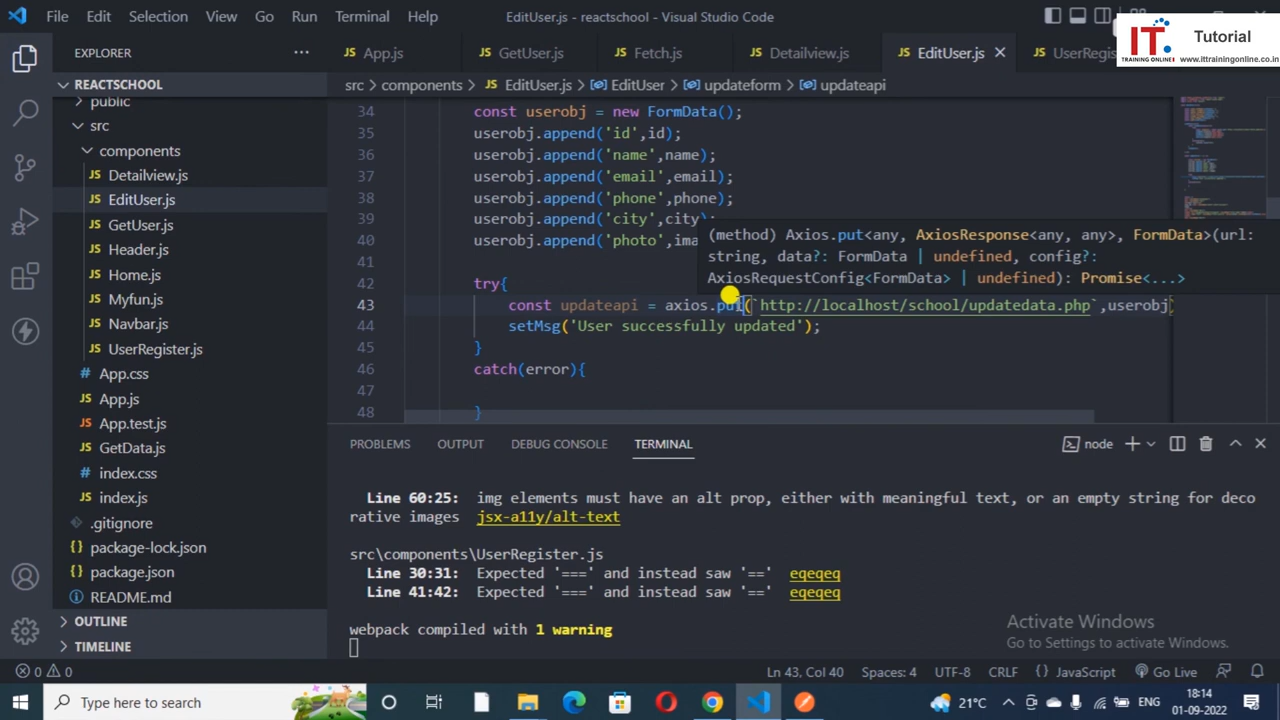 File Edit Selection View Go Run Terminal Help
EditUser.js - reactschool - Visual Studio Code
IT.
TRAINING ONLINE
Tutorial
www.ittrainingonline.co.in
EXPLORER
REACTSCHOOL
public
src
components
Detailview.js
EditUser.js
GetUser.js
Header.js
Home.js
Myfun.js
Navbar.js
UserRegister.js
App.css
App.js
App.test.js
GetData.js
index.css
index.js
.gitignore
package-lock.json
package.json
README.md
OUTLINE
TIMELINE
App.js GetUser.js Fetch.js Detailview.js EditUser.js UserRegis
src > components > EditUser.js > EditUser > updateform > updateapi
34 const userobj = new FormData();
35 userobj.append('id',id);
36 userobj.append('name',name);
37 userobj.append('email',email);
38 userobj.append('phone',phone);
39 userobj.append('city',city);
40 userobj.append('photo',ima
41
42 try{
43 const updateapi = axios.put(`http://localhost/school/updatedata.php`,userobj
setMsg('User successfully updated');
45 }
46 catch(error){
47
48 }
(method) Axios.put<any, AxiosResponse<any, any>, FormData>(url:
string, data?: FormData | undefined, config?:
AxiosRequestConfig<FormData> | undefined): Promise<...>
44
PROBLEMS OUTPUT DEBUG CONSOLE TERMINAL
node
Line 60:25: img elements must have an alt prop, either with meaningful text, or an empty string for deco
rative images jsx-a11y/alt-text
src\components\UserRegister.js
Line 30:31: Expected '===' and instead saw '==' eqeqeq
Line 41:42: Expected '===' and instead saw '==' eqeqeq
webpack compiled with 1 warning
Activate Windows
Go to Settings to activate Windows.
0 0
Ln 43, Col 40 Spaces: 4 UTF-8 CRLF {} JavaScript Go Live
Type here to search
21°C
ENG
18:14
01-09-2022